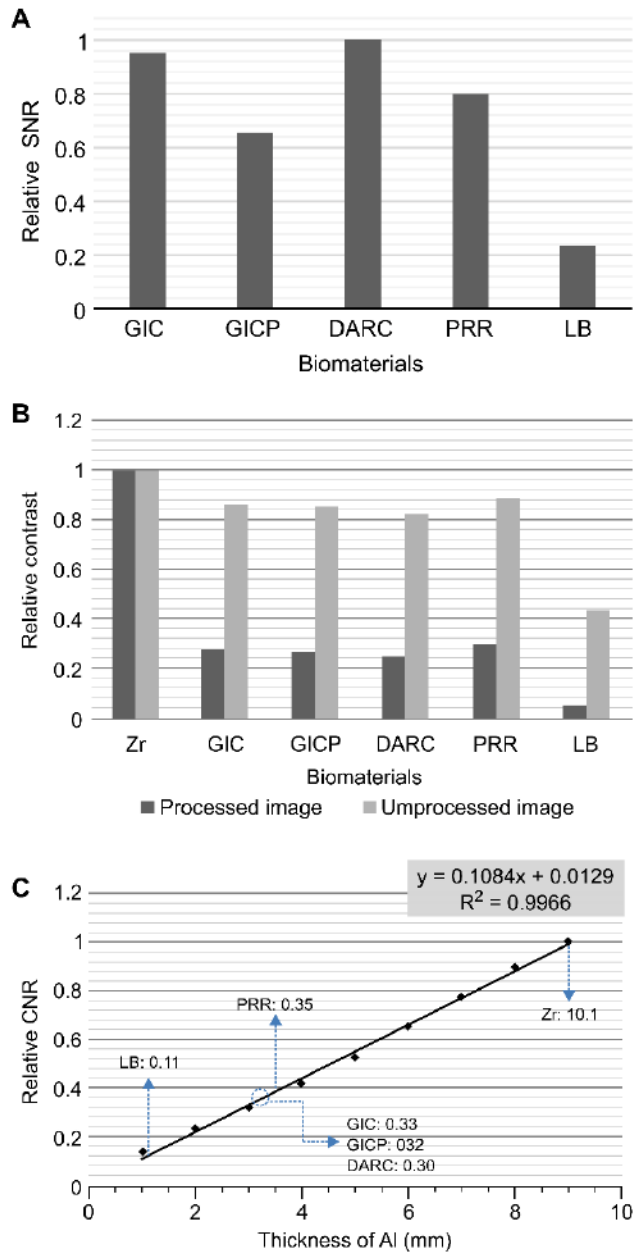 A
Relative SNR
1
0.8
0.6
0.4
0.2
0
GIC GICP DARC PRR LB
Biomaterials
B
Relative contrast
1.2
1
0.8
0.6
0.4
0.2
0
Zr GIC GICP DARC PRR LB
Biomaterials
Processed image Umprocessed image
C
Relative CNR
y = 0.1084x + 0.0129
R² = 0.9966
1.2
1
0.8
0.6
0.4
0.2
0
PRR: 0.35
Zr: 10.1
LB: 0.11
GIC: 0.33
GICP: 032
DARC: 0.30
0 2 4 6 8 10
Thickness of Al (mm)